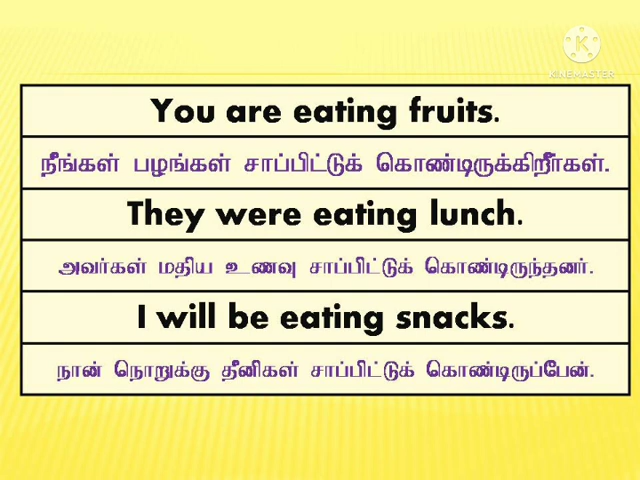 KINEMASTER
You are eating fruits.
நீங்கள் பழங்கள் சாப்பிட்டுக் கொண்டிருக்கிறீர்கள்.
They were eating lunch.
அவர்கள் மதிய உணவு சாப்பிட்டுக் கொண்டிருந்தனர்.
I will be eating snacks.
நான் நொறுக்கு தீனிகள் சாப்பிட்டுக் கொண்டிருப்பேன்.